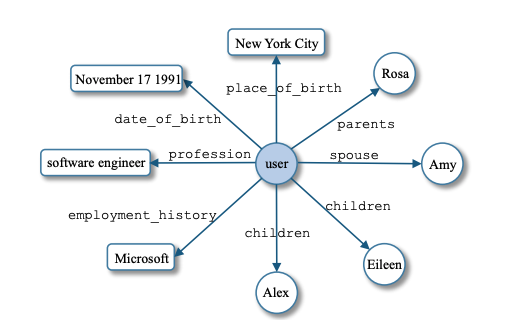 New York City
November 17 1991
Rosa
place_of_birth
date_of_birth
parents
software engineer
profession
user
spouse
Amy
employment_history
children
children
Microsoft
Eileen
Alex